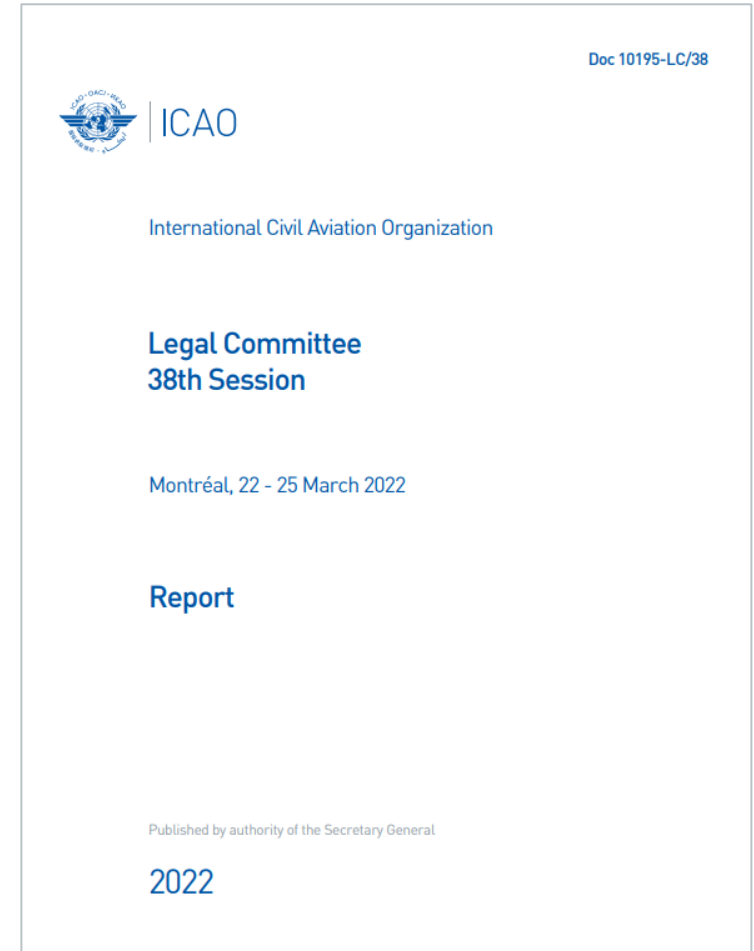 Doc 10195-LC/38
ICAO
International Civil Aviation Organization
Legal Committee
38th Session
Montréal, 22 - 25 March 2022
Report
Published by authority of the Secretary General
2022